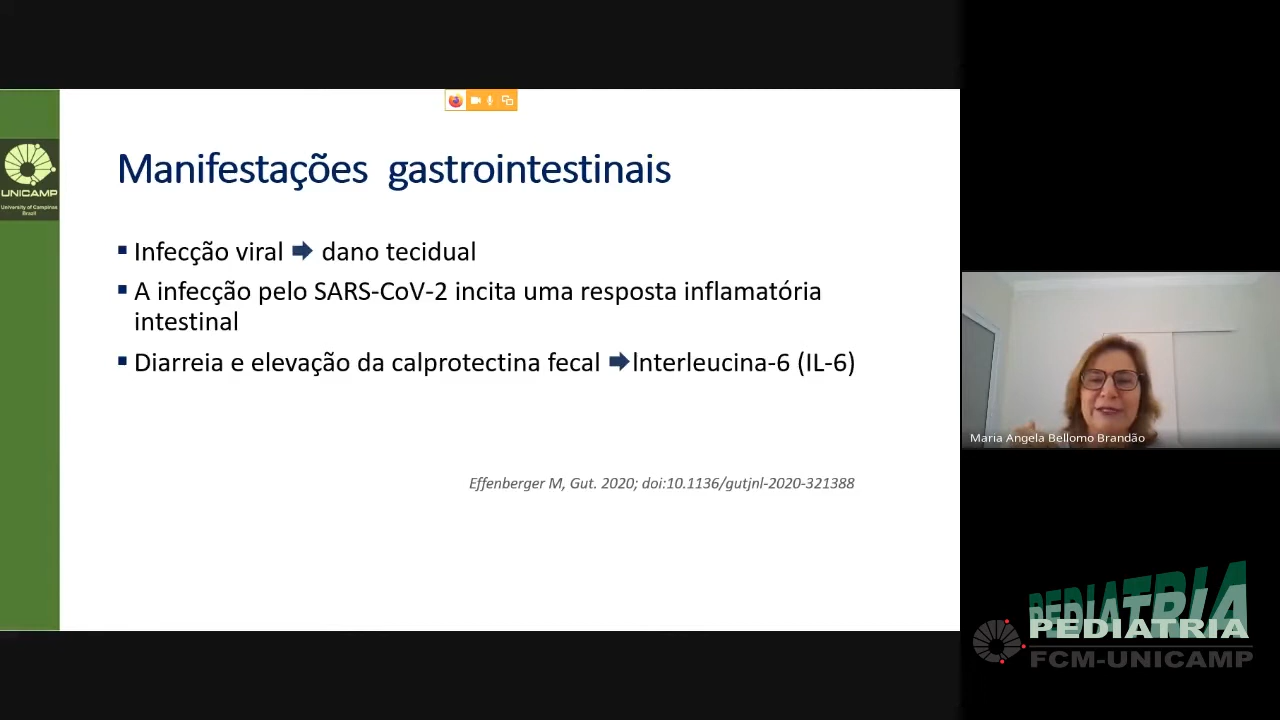 UNICAMP
University of Campinas
Brazil
Manifestações gastrointestinais
Infecção viral ➡ dano tecidual
A infecção pelo SARS-CoV-2 incita uma resposta inflamatória
intestinal
Diarreia e elevação da calprotectina fecal ➡Interleucina-6 (IL-6)
Effenberger M, Gut. 2020; doi:10.1136/gutjnl-2020-321388
Maria Angela Bellomo Brandão
PEDIATRIA
PEDIATRIA
FCM-UNICAMP